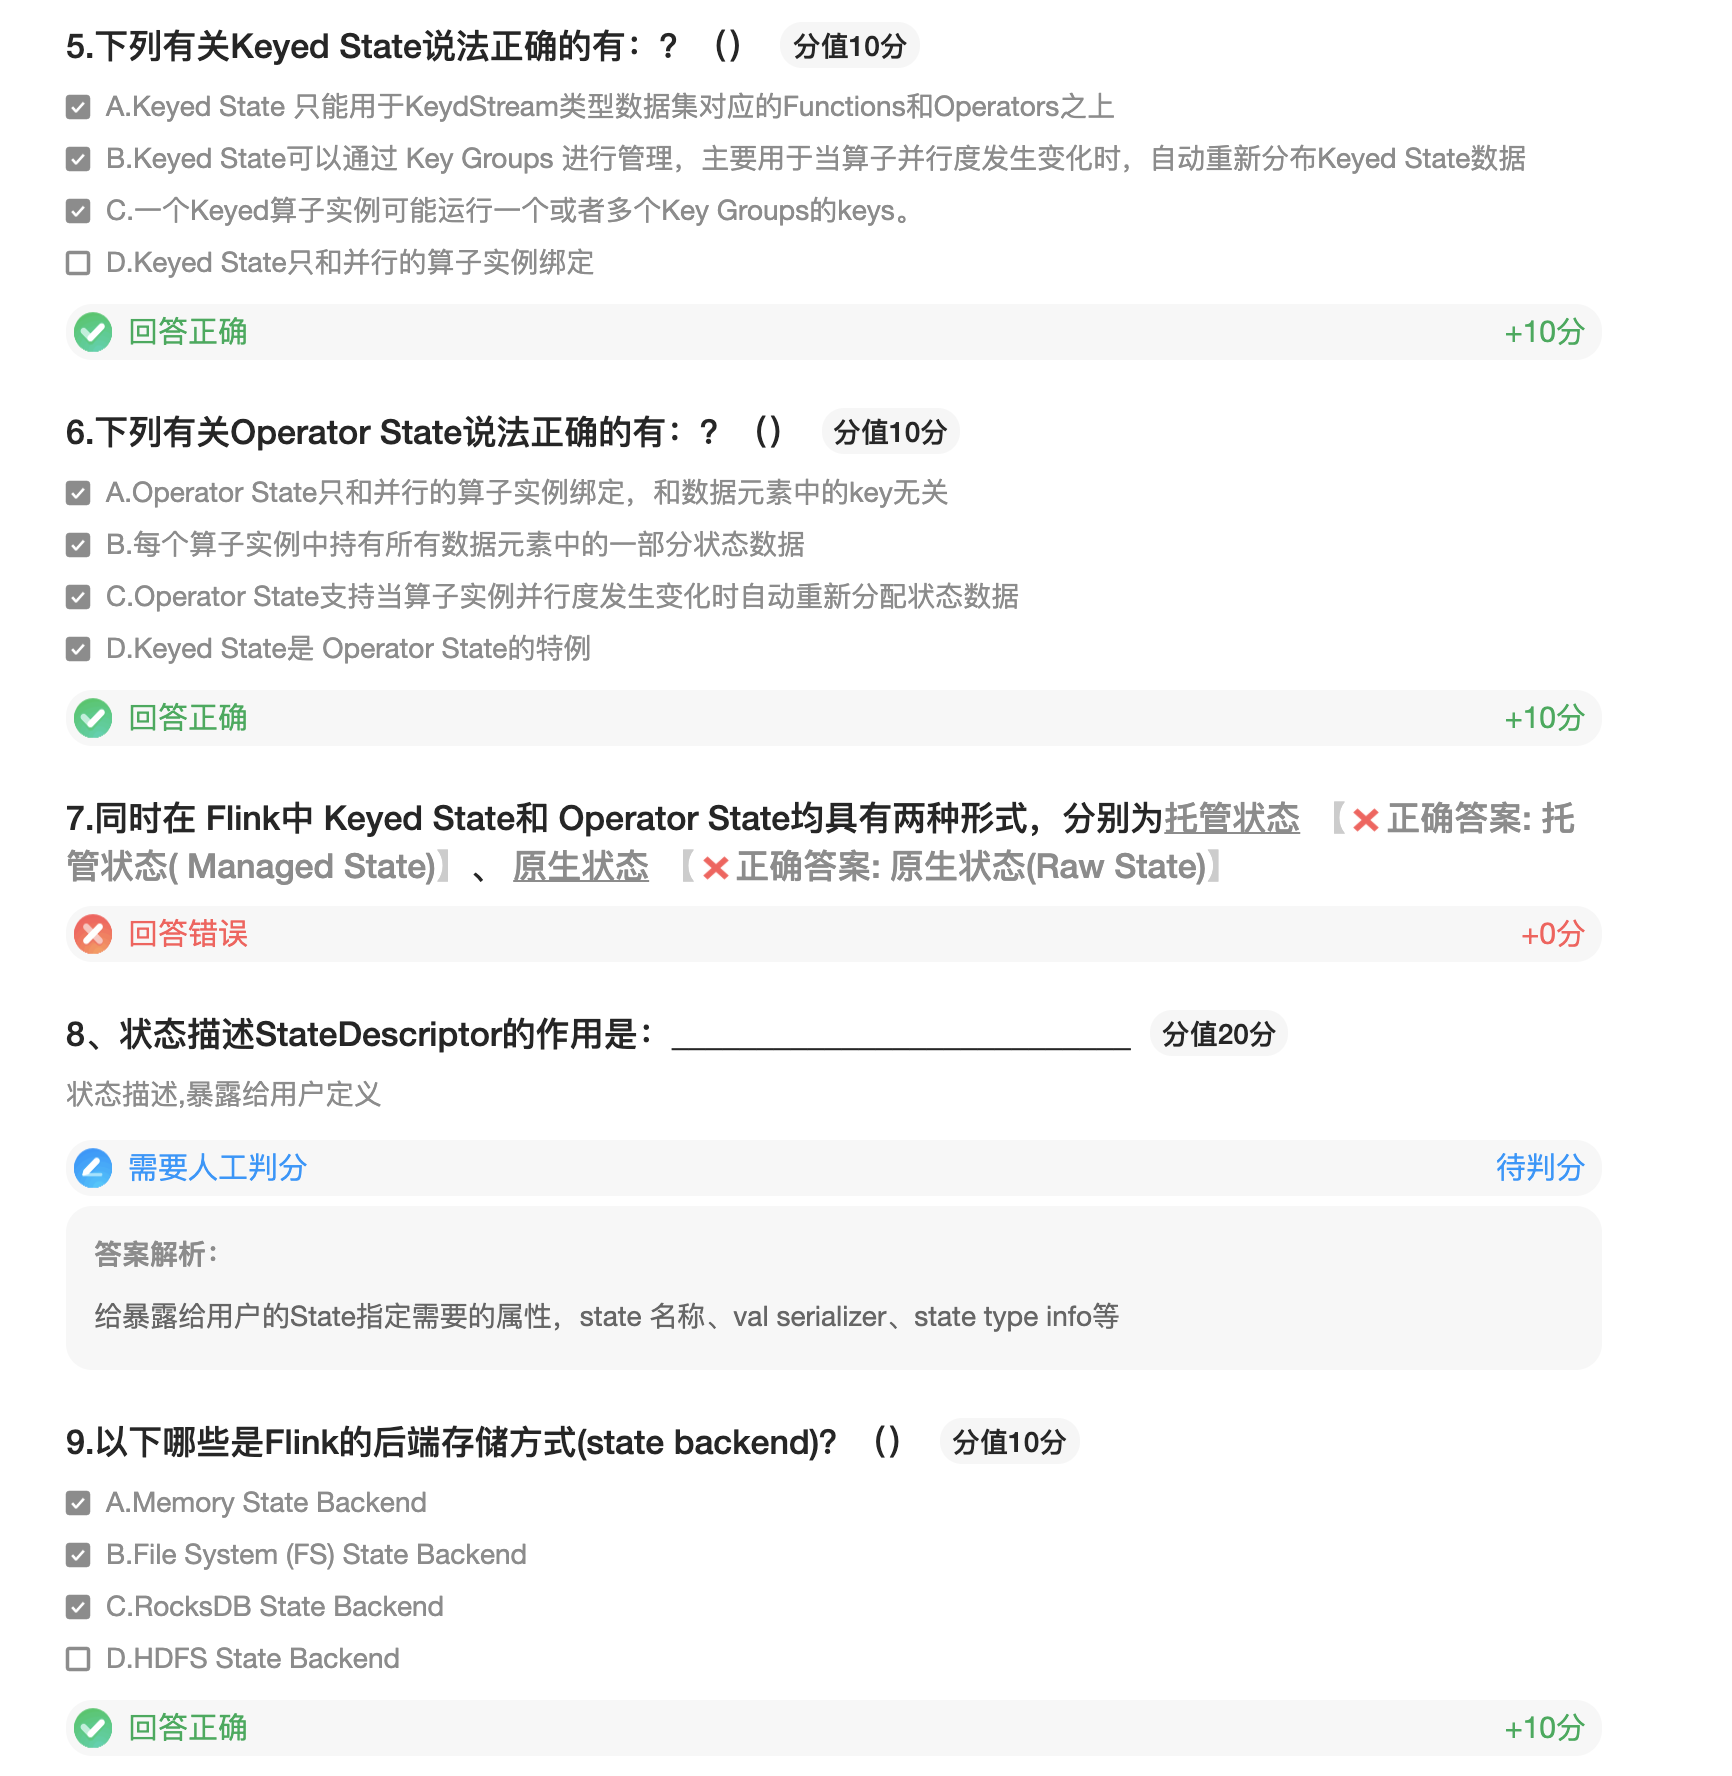 5.下列有关Keyed State说法正确的有：？ （） 分值10分
A.Keyed State 只能用于KeydStream类型数据集对应的Functions和Operators之上
B.Keyed State可以通过 Key Groups 进行管理，主要用于当算子并行度发生变化时，自动重新分布Keyed State数据
C.一个Keyed算子实例可能运行一个或者多个Key Groups的keys。
D.Keyed State只和并行的算子实例绑定
回答正确 +10分
6.下列有关Operator State说法正确的有：？ （） 分值10分
A.Operator State只和并行的算子实例绑定，和数据元素中的key无关
B.每个算子实例中持有所有数据元素中的一部分状态数据
C.Operator State支持当算子实例并行度发生变化时自动重新分配状态数据
D.Keyed State是 Operator State的特例
回答正确 +10分
7.同时在 Flink中 Keyed State和 Operator State均具有两种形式，分别为托管状态 【❌正确答案: 托
管状态( Managed State)】 、 原生状态 【❌正确答案: 原生状态(Raw State)】
回答错误 +0分
8、状态描述StateDescriptor的作用是：__________________________ 分值20分
状态描述,暴露给用户定义
需要人工判分 待判分
答案解析：
给暴露给用户的State指定需要的属性，state 名称、val serializer、state type info等
9.以下哪些是Flink的后端存储方式(state backend)? （） 分值10分
A.Memory State Backend
B.File System (FS) State Backend
C.RocksDB State Backend
D.HDFS State Backend
回答正确 +10分